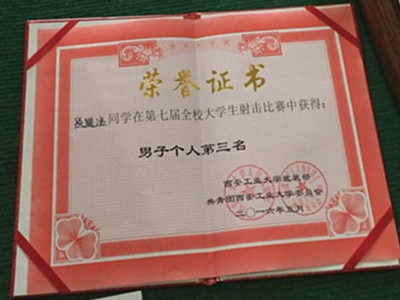 荣誉证书
同学在第七届全校大学生射击比赛中获得:
男子个人第三名
西安工业大学武装部
共青团西安工业大学委员会
二〇一六年五月